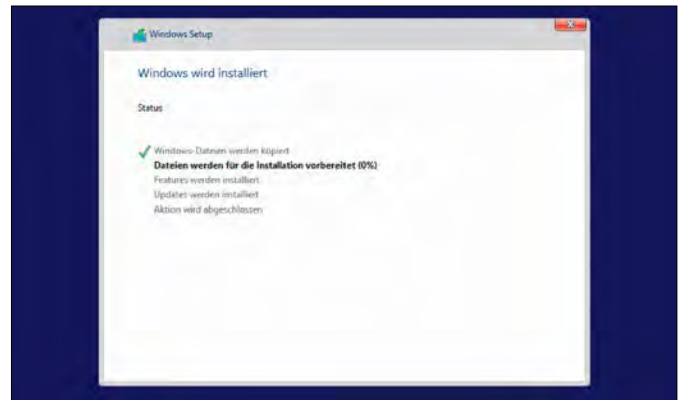 Windows Setup
Windows wird installiert
Status
Windows-Dateien werden kopiert
Dateien werden für die Installation vorbereitet (0%)
Features werden installiert
Updates werden installiert
Aktion wird abgeschlossen